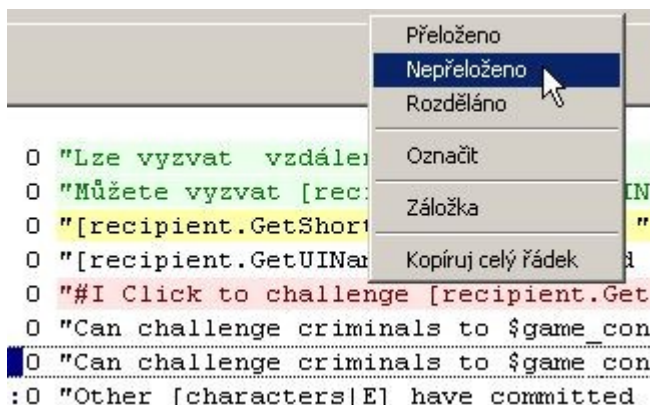 Přeloženo
Nepřeloženo
Rozděláno
Označit
Záložka
Kopíruj celý řádek
0 "Lze vyzvat  vzdálen
0 "Můžete vyzvat [reci IN
0 "[recipient.GetShort "
0 "[recipient.GetUINam d
0 "#I Click to challenge [recipient.Get
0 "Can challenge criminals to $game_con
0 "Can challenge criminals to $game_con
:0 "Other [characters|E] have committed